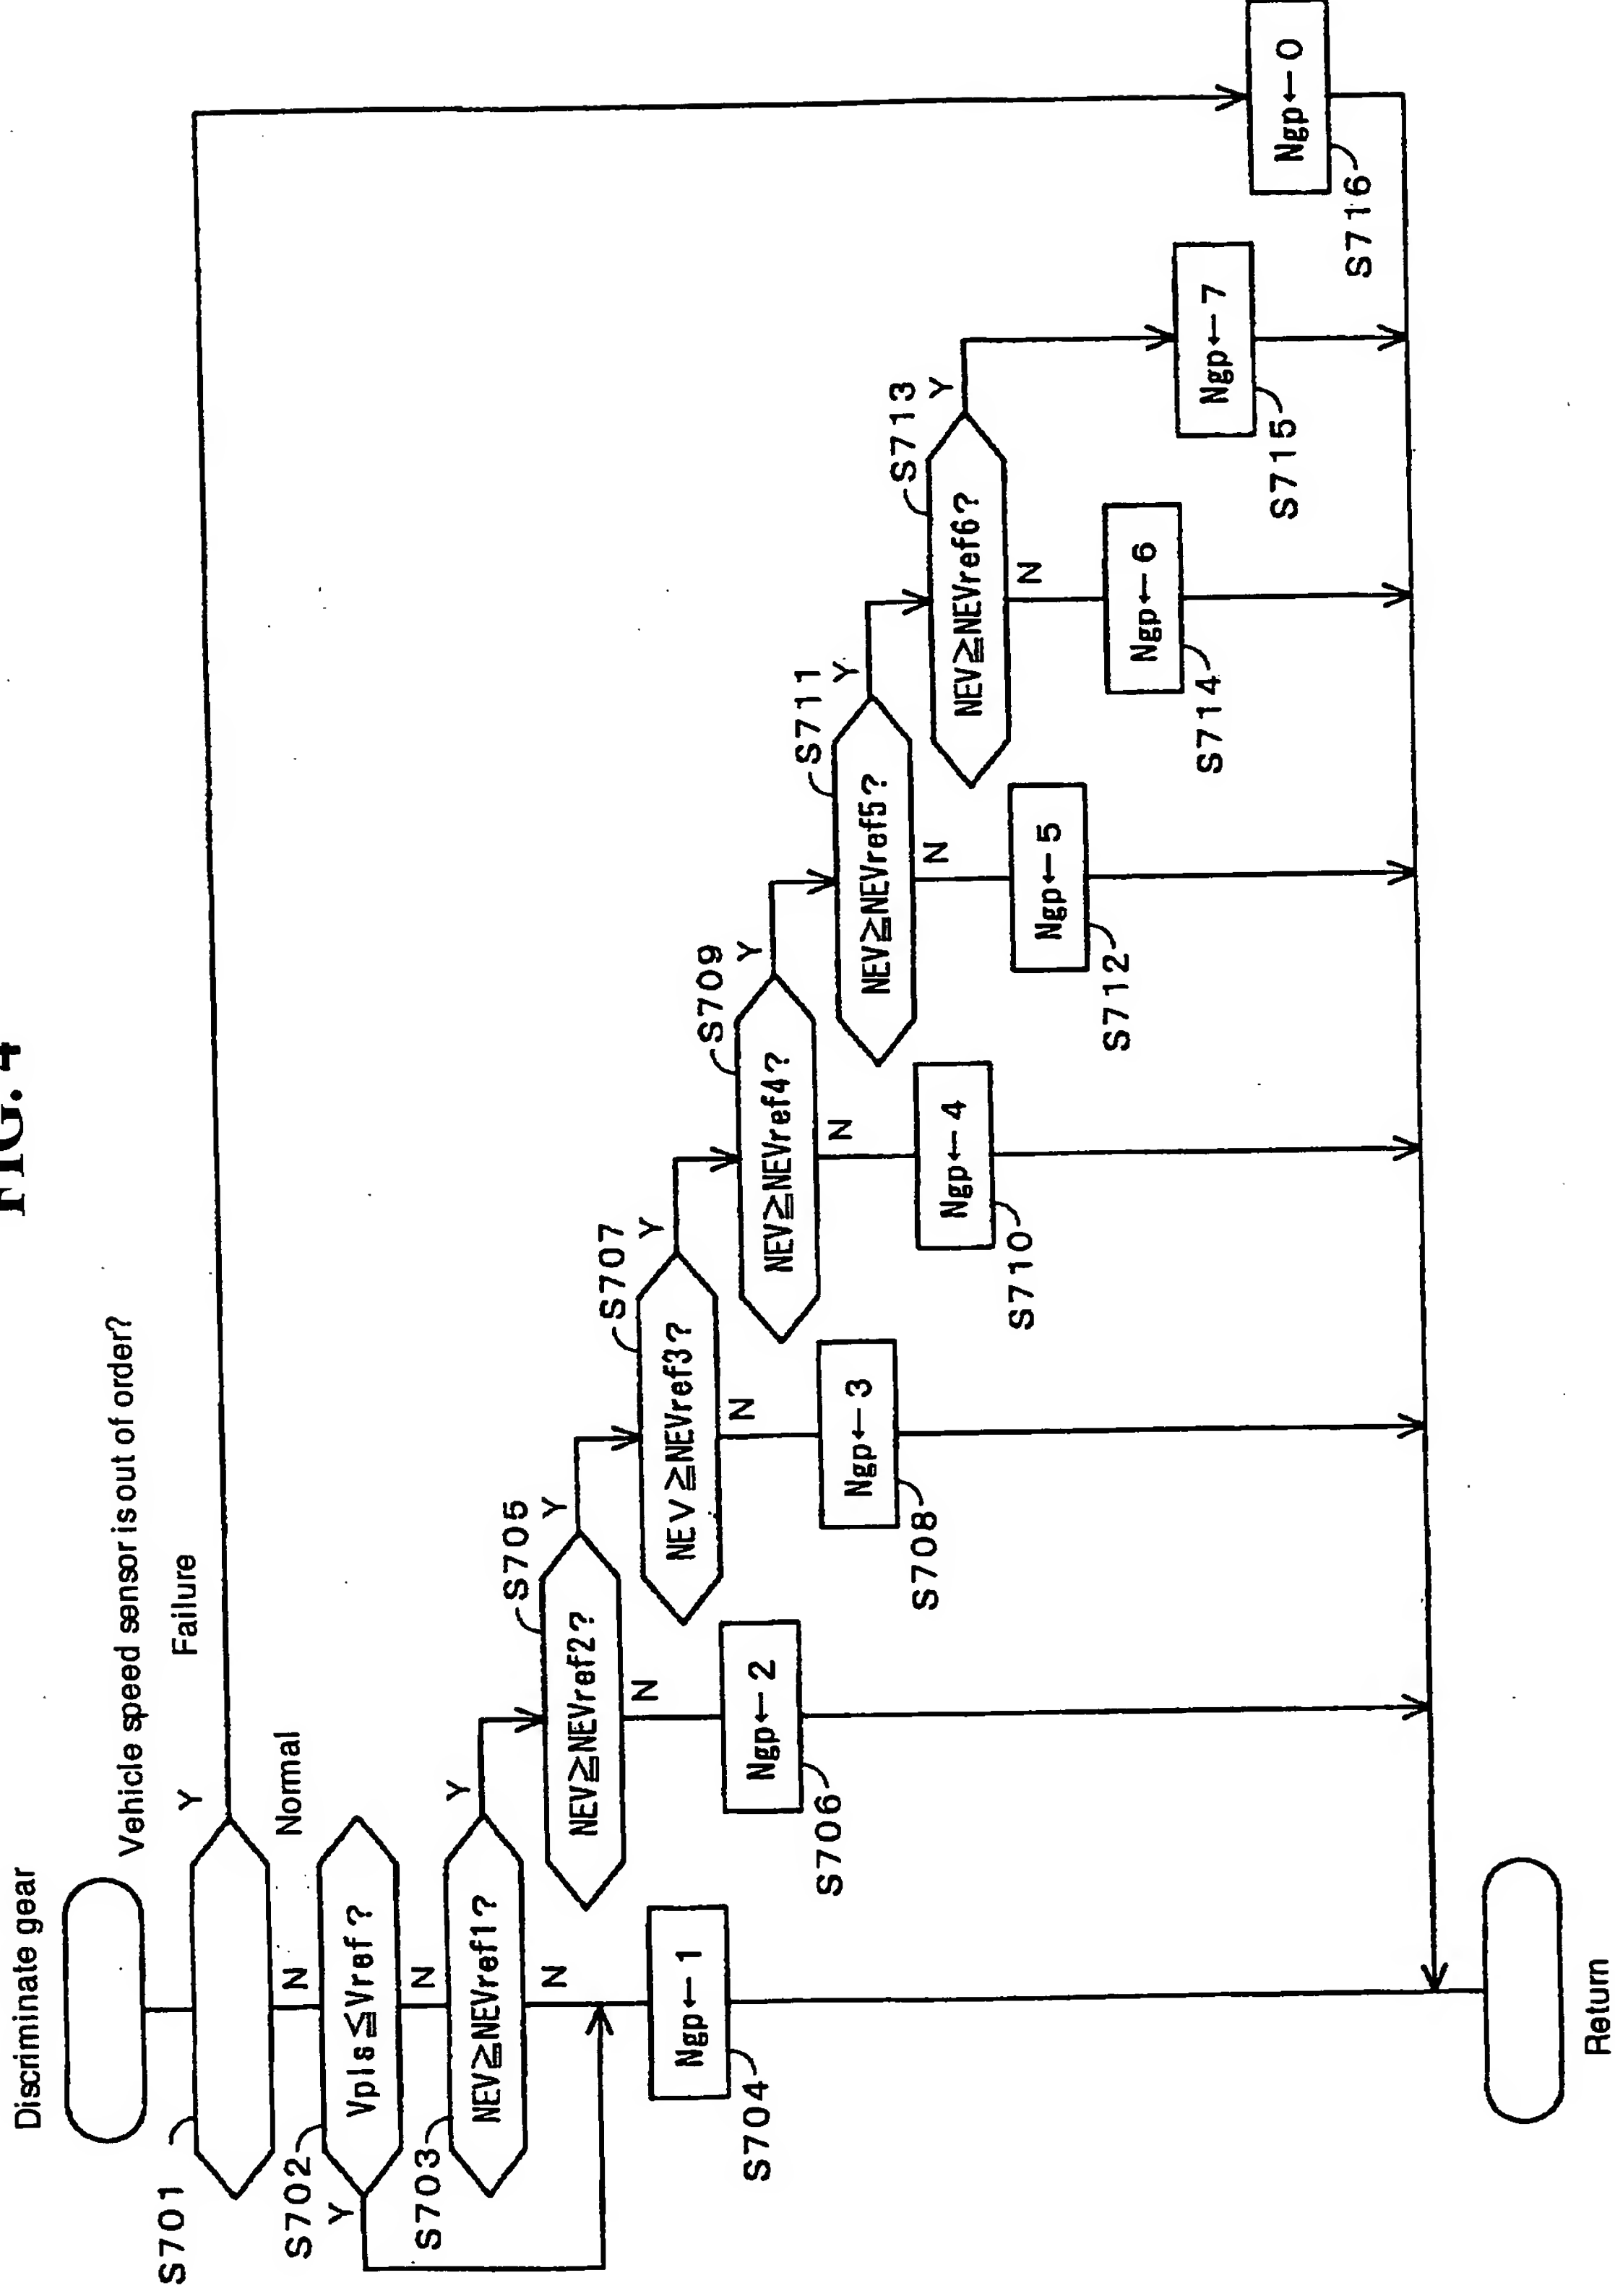 FIG. 4
Discriminate gear
Vehicle speed sensor is out of order?
S701
Y
Failure
N
Normal
S702
Vpls≦Vref?
Y
N
S703
NEV≧NEVref1?
Y
N
S704
Ngp←1
S705
NEV≧NEVref2?
Y
N
S706
Ngp←2
S707
NEV≧NEVref3?
Y
N
S708
Ngp←3
S709
NEV≧NEVref4?
Y
N
S710
Ngp←4
S711
NEV≧NEVref5?
Y
N
S712
Ngp←5
S713
NEV≧NEVref6?
Y
N
S714
Ngp←6
S715
Ngp←7
S716
Ngp←0
Return